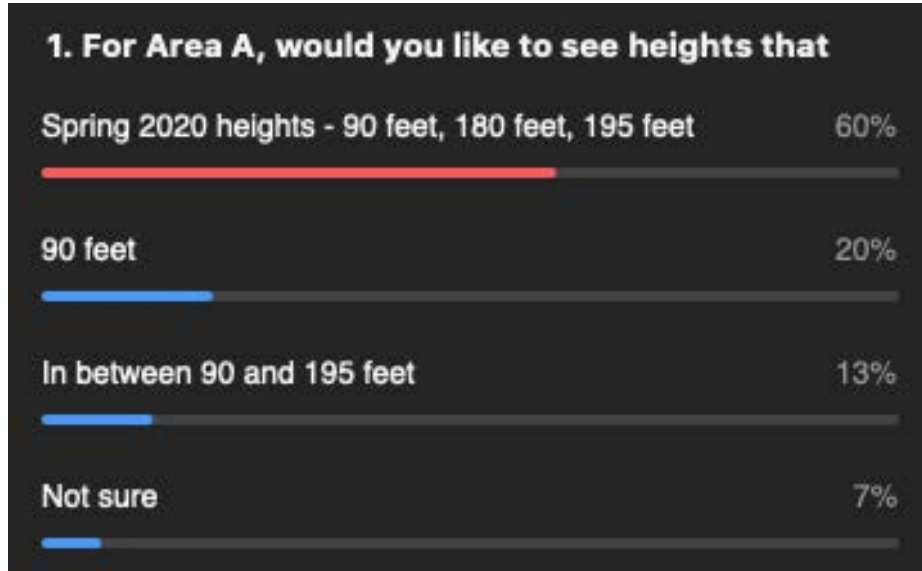 1. For Area A, would you like to see heights that
Spring 2020 heights - 90 feet, 180 feet, 195 feet 60%
90 feet 20%
In between 90 and 195 feet 13%
Not sure 7%